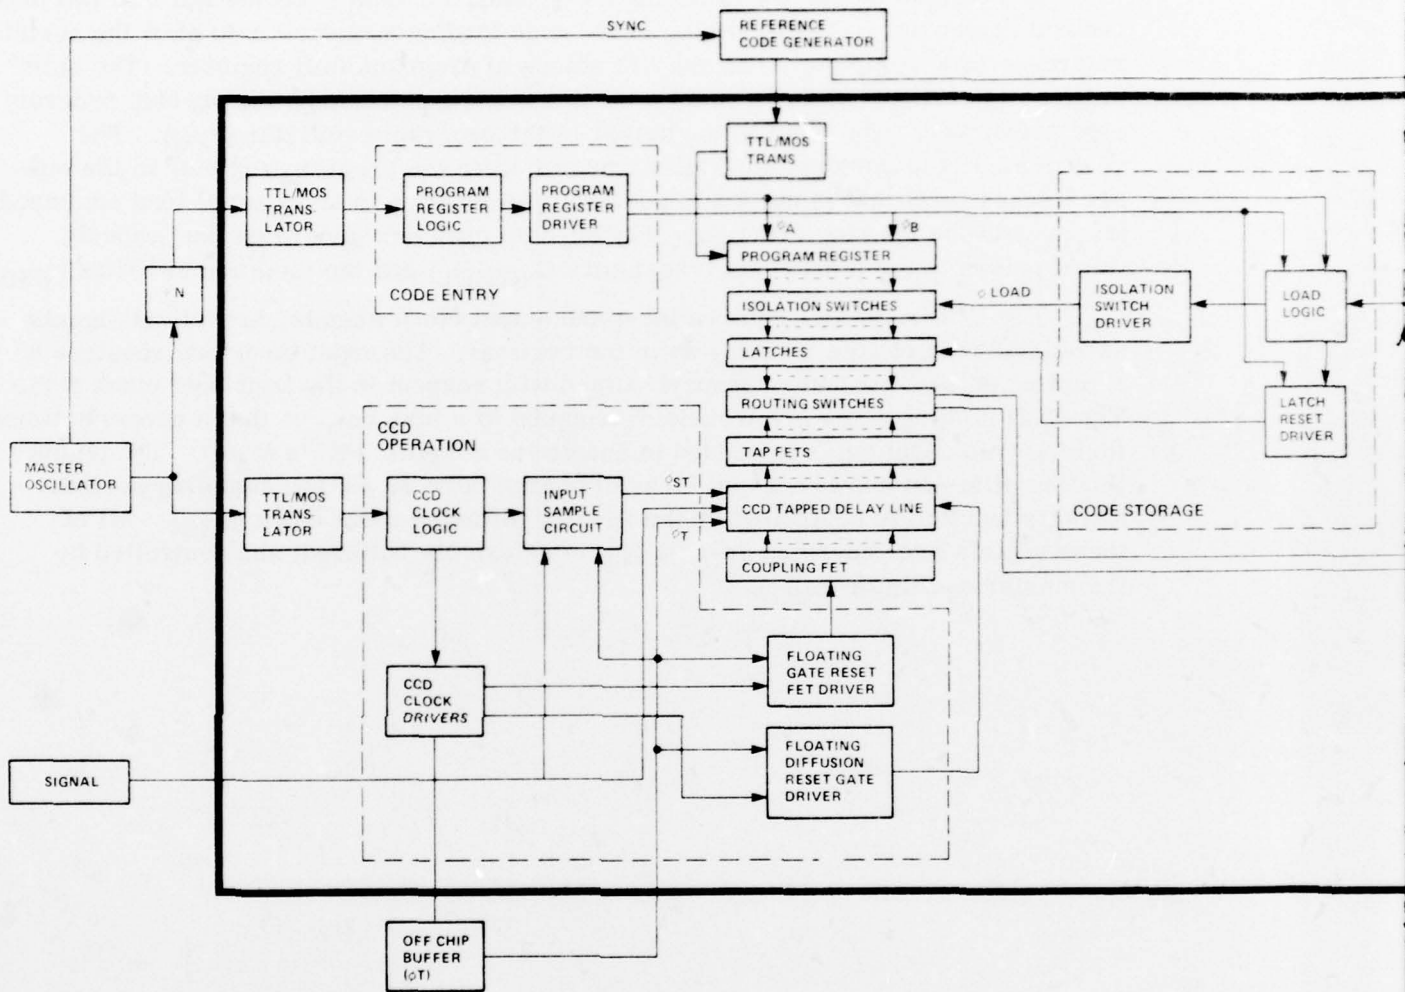 SYNC
REFERENCE
CODE GENERATOR
TTL/MOS
TRANS
TTL/MOS
TRANS
LATOR
PROGRAM
REGISTER
LOGIC
PROGRAM
REGISTER
DRIVER
CODE ENTRY
N
φA
φB
PROGRAM REGISTER
ISOLATION SWITCHES
φ LOAD
ISOLATION
SWITCH
DRIVER
LOAD
LOGIC
LATCHES
ROUTING SWITCHES
LATCH
RESET
DRIVER
CODE STORAGE
CCD
OPERATION
TAP FETS
MASTER
OSCILLATOR
TTL/MOS
TRANS
LATOR
CCD
CLOCK
LOGIC
INPUT
SAMPLE
CIRCUIT
φST
φT
CCD TAPPED DELAY LINE
COUPLING FET
CCD
CLOCK
DRIVERS
FLOATING
GATE RESET
FET DRIVER
FLOATING
DIFFUSION
RESET GATE
DRIVER
SIGNAL
OFF CHIP
BUFFER
(φT)